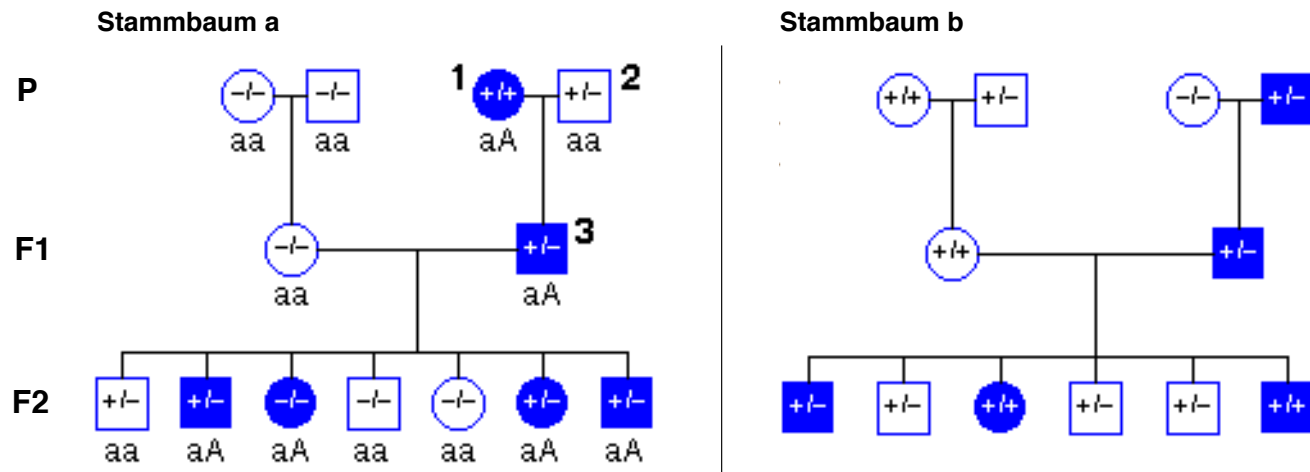 Stammbaum a Stammbaum b
P –/– –/– 1 +/+ +/– 2 +/+ +/– –/– +/–
aa aa aA aa
F1 –/– +/– 3 +/+ +/–
aa aA
F2 +/– +/– –/– –/– –/– +/– +/– +/– +/– +/+ +/– +/– +/+
aa aA aA aa aa aA aA